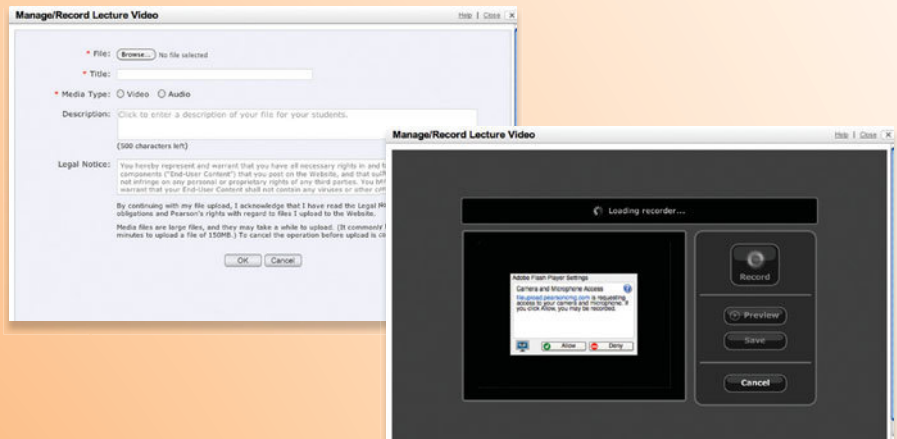 Manage/Record Lecture Video
Help | Close X
* File: Browse... No file selected
* Title:
* Media Type: Video Audio
Description: Click to enter a description of your file for your students.
(500 characters left)
Legal Notice: You hereby represent and warrant that you have all necessary rights in and
components ("End-User Content") that you post on the Website, and that
not infringe on any personal or proprietary rights of any third parties. You
warrant that your End-User Content shall not contain any viruses or other
By continuing with my file upload, I acknowledge that I have read the Legal
obligations and Pearson's rights with regard to files I upload to the Website.
Media files are large files, and they may take a while to upload. (It commonly
minutes to upload a file of 150MB.) To cancel the operation before upload is
OK Cancel
Manage/Record Lecture Video
Help | Close X
Loading recorder...
Adobe Flash Player Settings
Camera and Microphone Access
fileupload.pearsoncmg.com is requesting
access to your camera and microphone. If
you click Allow, you may be recorded.
Allow Deny
Record
Preview
Save
Cancel